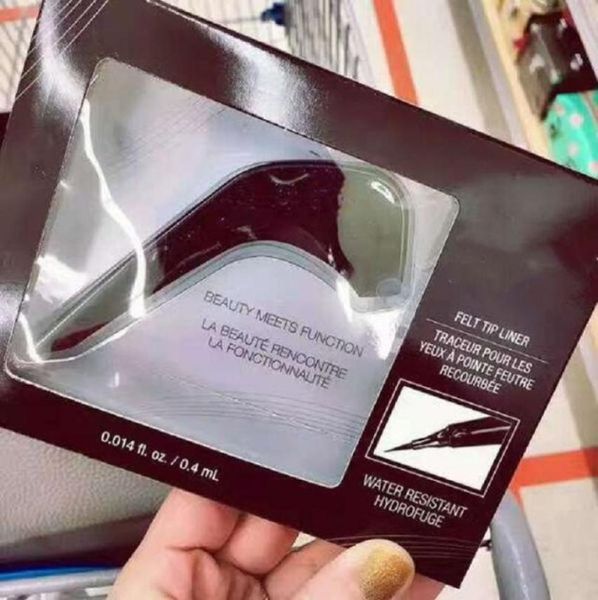 BEAUTY MEETS FUNCTION
LA BEAUTÉ RENCONTRE
LA FONCTIONNALITÉ
FELT TIP LINER
TRACEUR POUR LES
YEUX À POINTE FEUTRE
RECOURBÉE
WATER RESISTANT
HYDROFUGE
0.014 fl. oz. / 0.4 mL